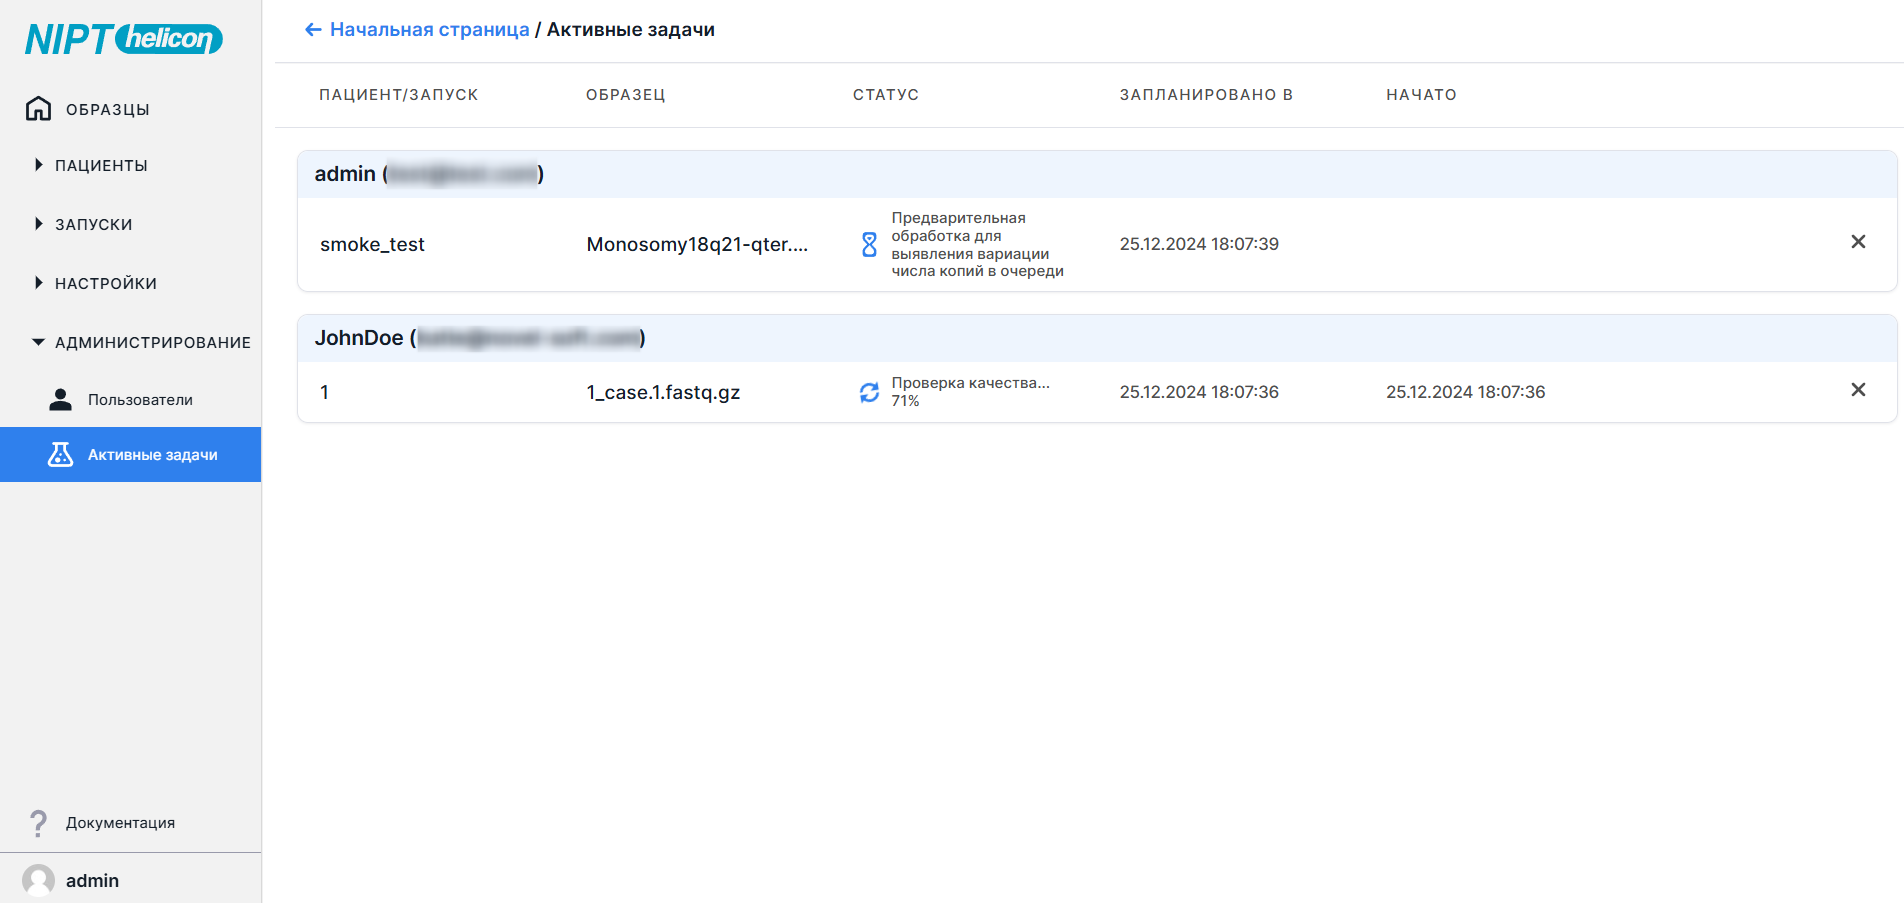 NIPT helicon
ОБРАЗЦЫ
ПАЦИЕНТЫ
ЗАПУСКИ
НАСТРОЙКИ
АДМИНИСТРИРОВАНИЕ
Пользователи
Активные задачи
Документация
admin
← Начальная страница / Активные задачи
ПАЦИЕНТ/ЗАПУСК ОБРАЗЕЦ СТАТУС ЗАПЛАНИРОВАНО В НАЧАТО
admin ()
smoke_test Monosomy18q21-qter.... 25.12.2024 18:07:39
Предварительная
обработка для
выявления вариации
числа копий в очереди
JohnDoe ()
1 1_case.1.fastq.gz 25.12.2024 18:07:36 25.12.2024 18:07:36
Проверка качества...
71%